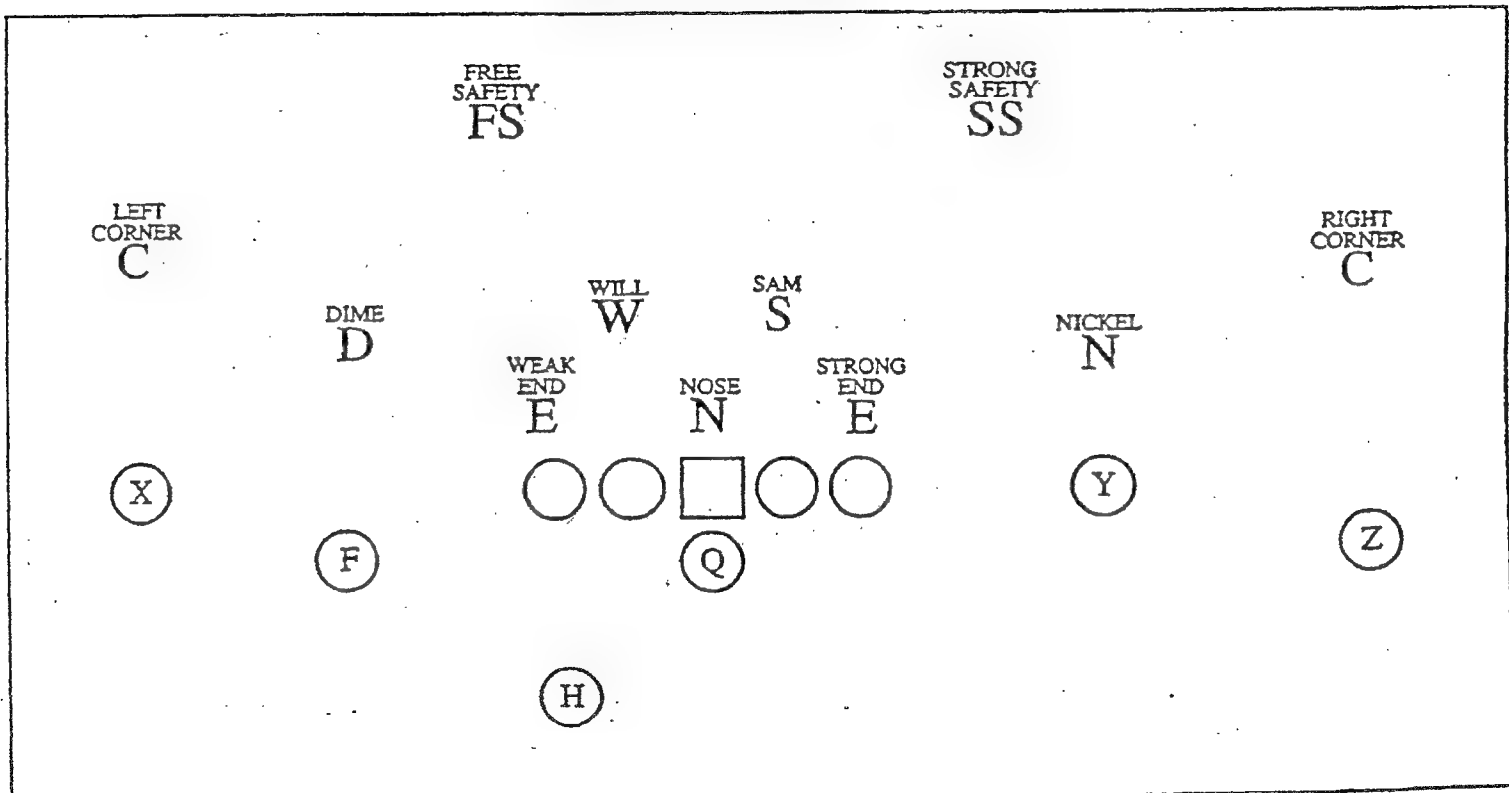 FREE
SAFETY
FS
STRONG
SAFETY
SS
LEFT
CORNER
C
RIGHT
CORNER
C
DIME
D
WILL
W
SAM
S
NICKEL
N
WEAK
END
E
NOSE
N
STRONG
END
E
X
Y
F
Q
Z
H